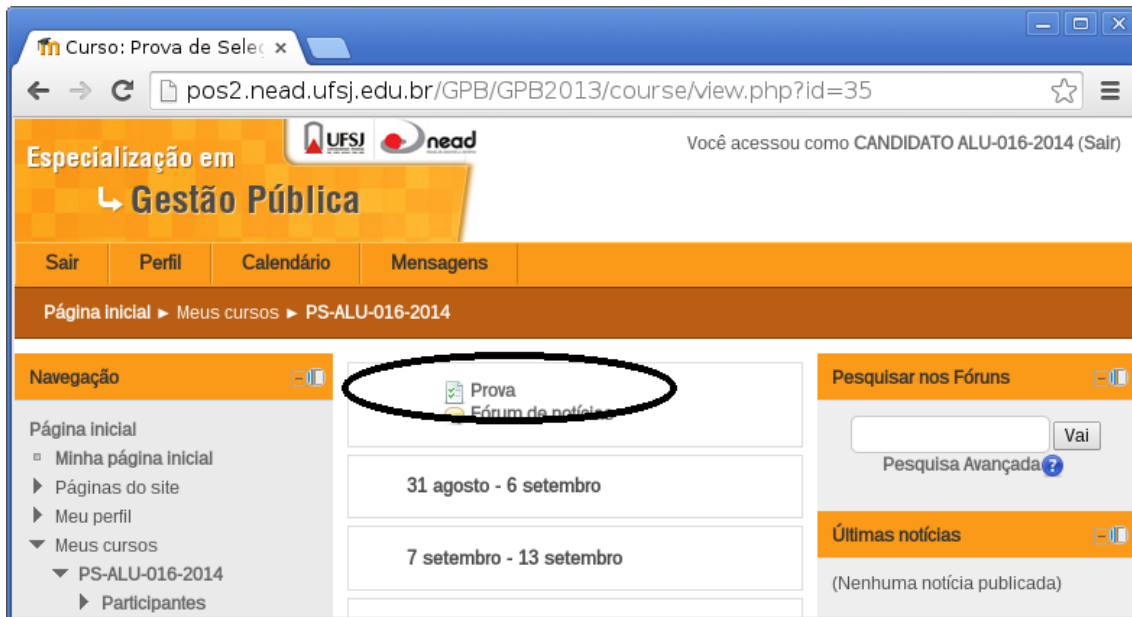 Curso: Prova de Seleç
pos2.nead.ufsj.edu.br/GPB/GPB2013/course/view.php?id=35
Especialização em
Gestão Pública
UFSJ
nead
Você acessou como CANDIDATO ALU-016-2014 (Sair)
Sair Perfil Calendário Mensagens
Página inicial ► Meus cursos ► PS-ALU-016-2014
Navegação
Página inicial
Minha página inicial
Páginas do site
Meu perfil
Meus cursos
PS-ALU-016-2014
Participantes
Prova
Fórum de notícias
31 agosto - 6 setembro
7 setembro - 13 setembro
Pesquisar nos Fóruns
Vai
Pesquisa Avançada
Últimas notícias
(Nenhuma notícia publicada)